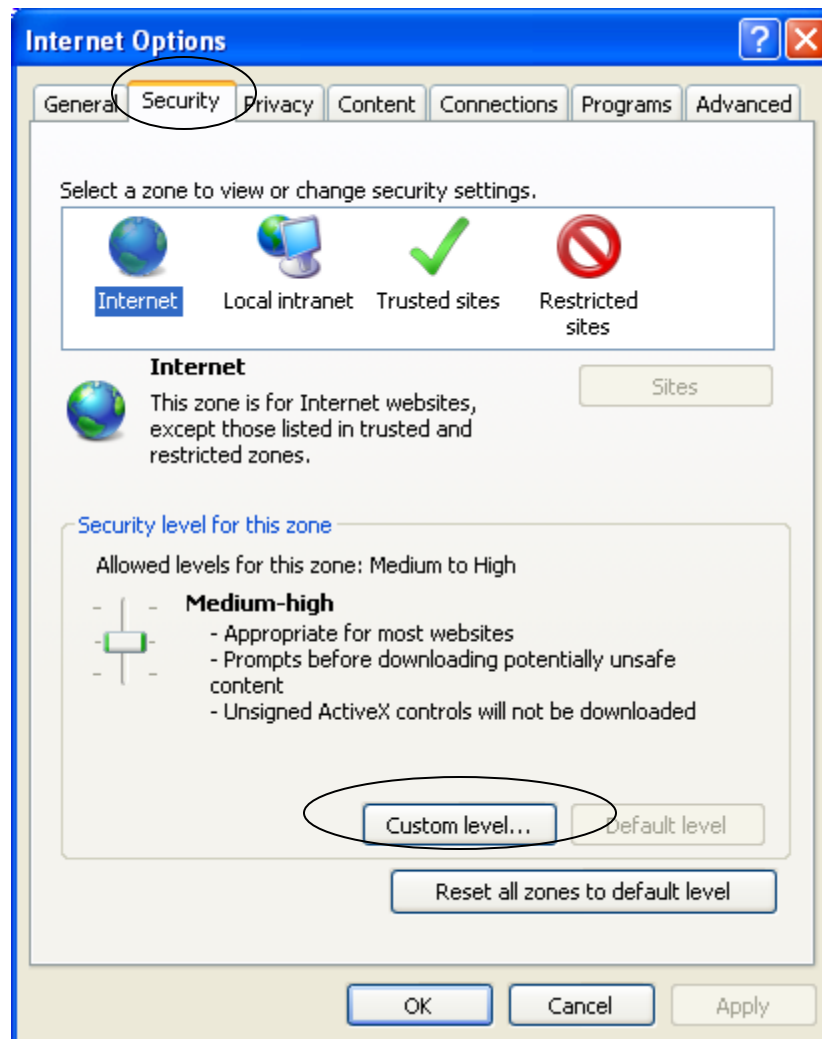 Internet Options
General Security Privacy Content Connections Programs Advanced
Select a zone to view or change security settings.
Internet Local intranet Trusted sites Restricted
sites
Internet
Sites
This zone is for Internet websites,
except those listed in trusted and
restricted zones.
Security level for this zone
Allowed levels for this zone: Medium to High
Medium-high
- Appropriate for most websites
- Prompts before downloading potentially unsafe
content
- Unsigned ActiveX controls will not be downloaded
Custom level... Default level
Reset all zones to default level
OK Cancel Apply